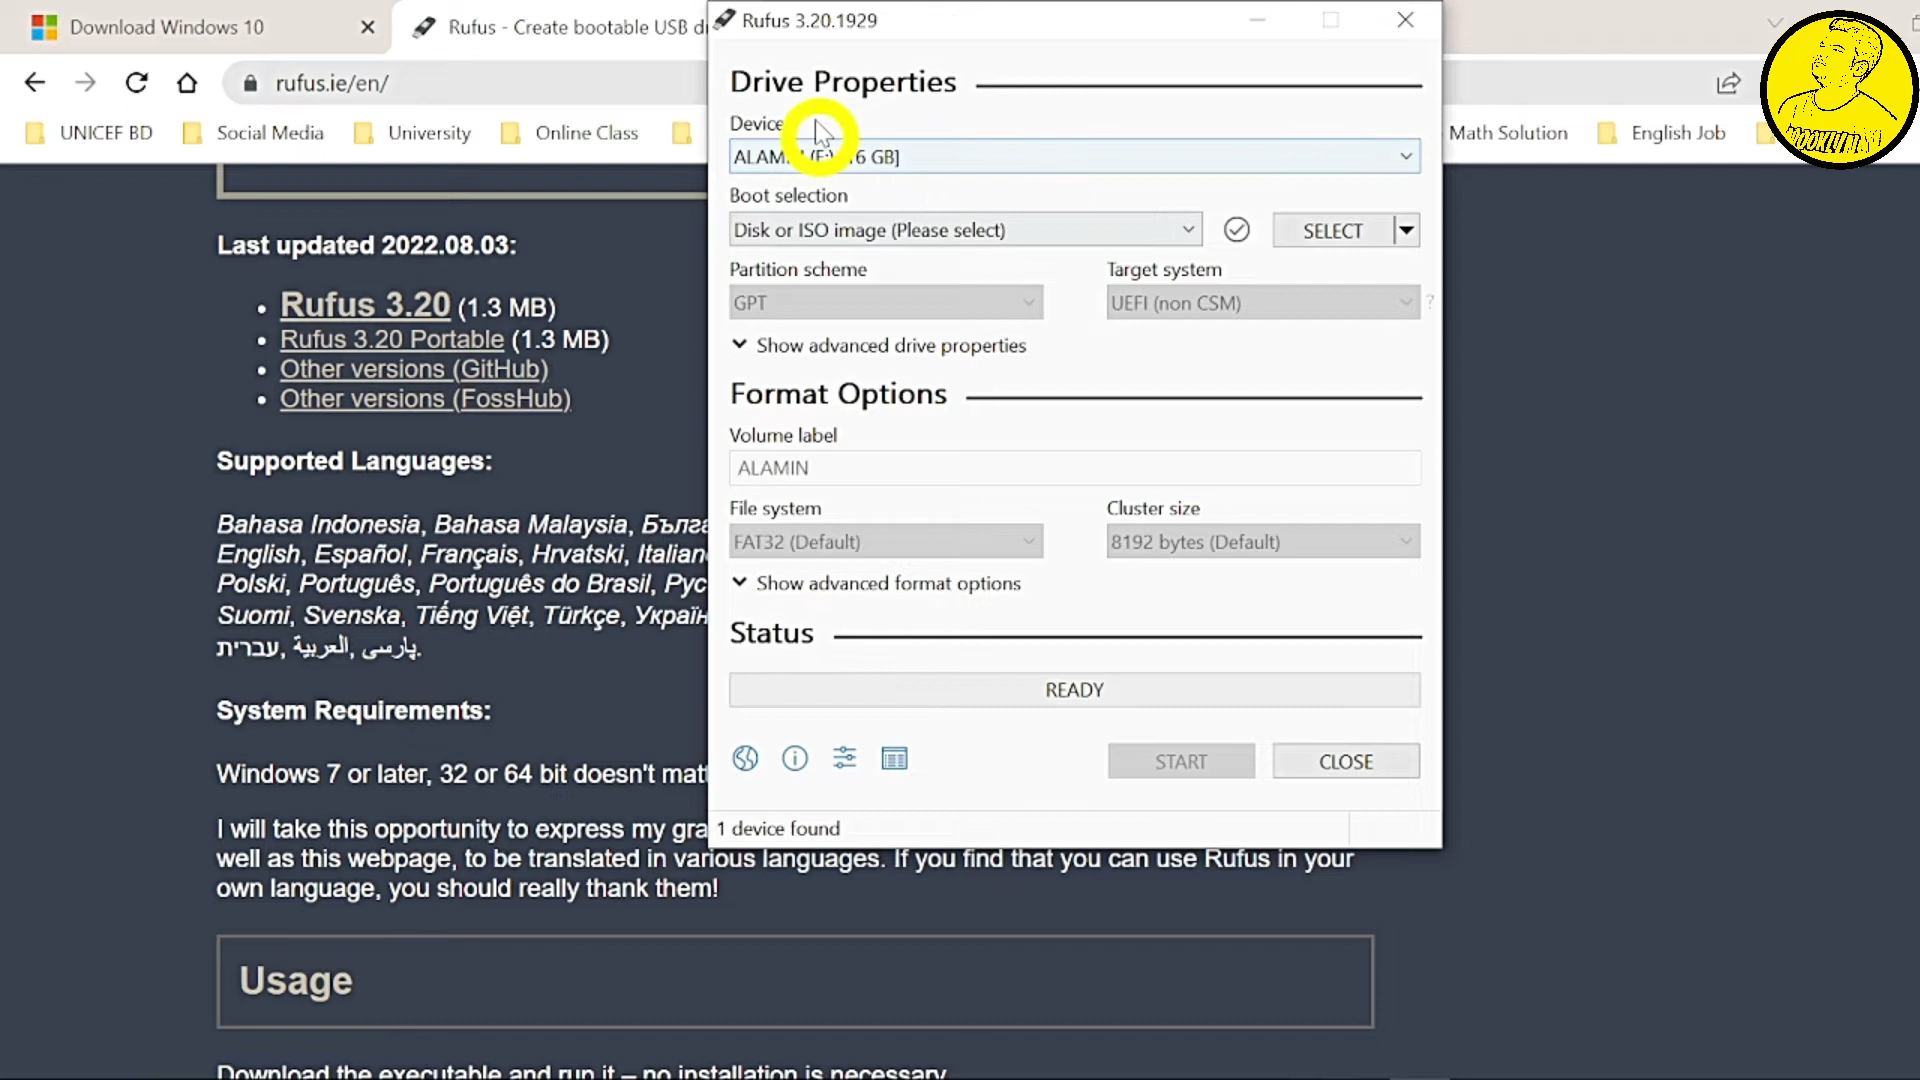 Download Windows 10
Rufus - Create bootable USB
Rufus 3.20.1929
rufus.ie/en/
UNICEF BD
Social Media
University
Online Class
Math Solution
English Job
Drive Properties
Device
16 GB]
Boot selection
Disk or ISO image (Please select)
SELECT
Partition scheme
Target system
GPT
UEFI (non CSM)
?
Show advanced drive properties
Format Options
Volume label
ALAMIN
File system
Cluster size
FAT32 (Default)
8192 bytes (Default)
Show advanced format options
Status
READY
START
CLOSE
1 device found
Last updated 2022.08.03:
• Rufus 3.20 (1.3 MB)
• Rufus 3.20 Portable (1.3 MB)
• Other versions (GitHub)
• Other versions (FossHub)
Supported Languages:
Bahasa Indonesia, Bahasa Malaysia,
English, Español, Français, Hrvatski,
Polski, Português, Português do Brasil,
Suomi, Svenska, Tiếng Việt, Türkçe,
پارسی ,العربية ,עברית.
System Requirements:
Windows 7 or later, 32 or 64 bit doesn't
I will take this opportunity to express my
well as this webpage, to be translated in various languages. If you find that you can use Rufus in your
own language, you should really thank them!
Usage
Download the executable and run it – no installation is necessary